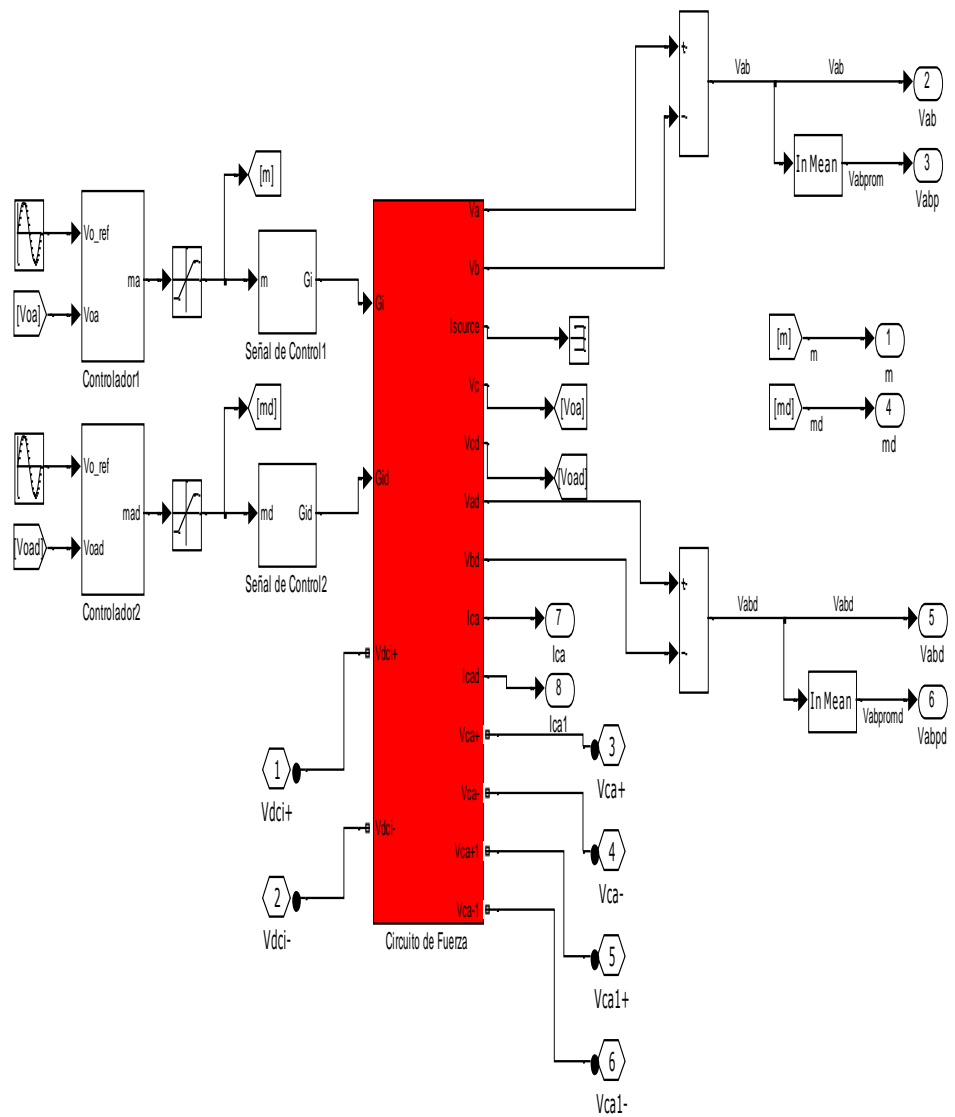 Vab
Vab
2
Vab
In Mean
Vabprom
3
Vabp
[m]
Vo_ref
ma
[Voa]
Voa
Controlador1
m
Gi
Señal de Control1
[md]
Vo_ref
mad
[Voad]
Voad
Controlador2
md
Gid
Señal de Control2
Gi
Gid
Vdci+
Vdci-
Va
Vb
Isource
Vc
Vcd
Vad
Vbd
Ica
Icad
Vca+
Vca-
Vca+1
Vca-1
Circuito de Fuerza
[Voa]
[Voad]
[m]
m
1
m
[md]
md
4
md
Vabd
Vabd
5
Vabd
In Mean
Vabpromd
6
Vabpd
7
Ica
8
Ica1
1
Vdci+
2
Vdci-
3
Vca+
4
Vca-
5
Vca1+
6
Vca1-